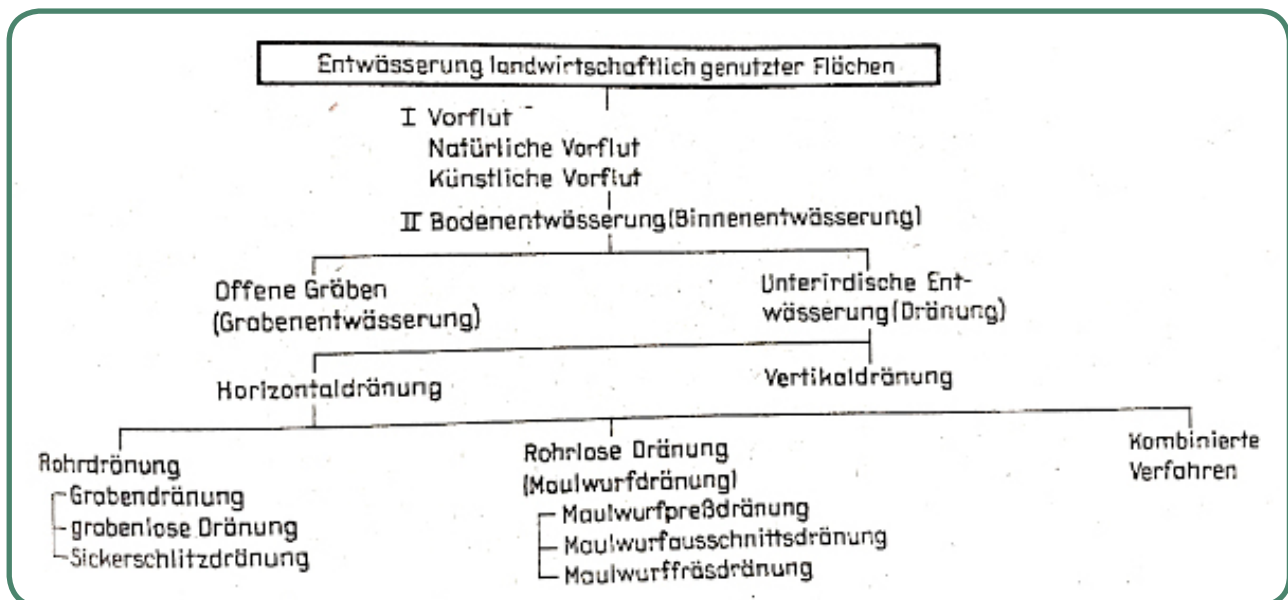 Entwässerung landwirtschaftlich genutzter Flächen
I Vorflut
Natürliche Vorflut
Künstliche Vorflut
II Bodenentwässerung (Binnenentwässerung)
Offene Gräben
(Grabenentwässerung)
Unterirdische Ent-
wässerung (Dränung)
Horizontaldränung
Vertikaldränung
Rohrdränung
Grabendränung
grabenlose Dränung
Sickerschlitzdränung
Rohrlose Dränung
(Maulwurfdränung)
Maulwurfpreßdränung
Maulwurfausschnittsdränung
Maulwurffräsdränung
Kombinierte
Verfahren